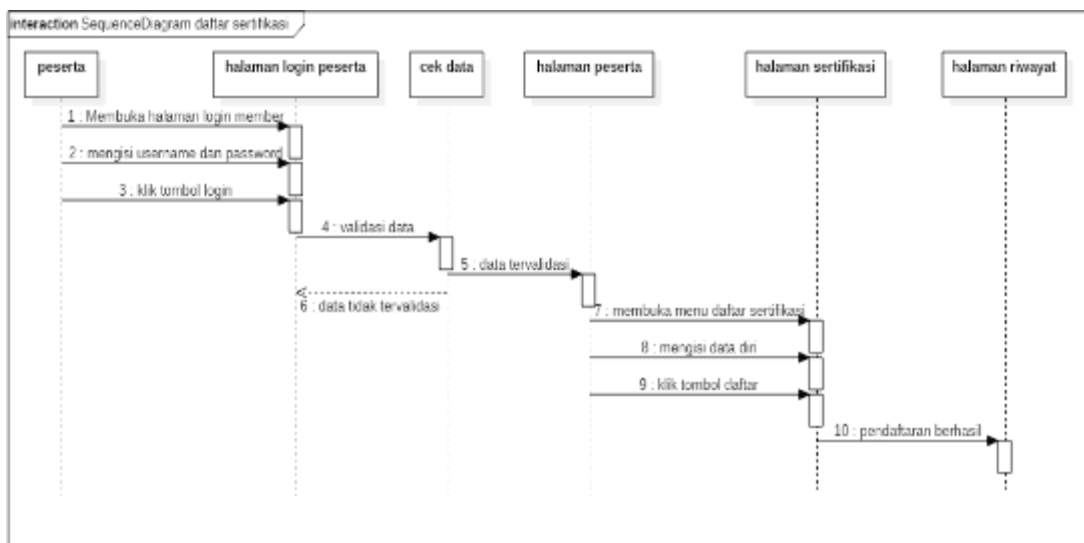 interaction SequenceDiagram daftar sertifikasi
peserta
halaman login peserta
cek data
halaman peserta
halaman sertifikasi
halaman riwayat
1 : Membuka halaman login member
2 : mengisi username dan password
3 : klik tombol login
4 : validasi data
5 : data tervalidasi
6 : data tidak tervalidasi
7 : membuka menu daftar sertifikasi
8 : mengisi data diri
9 : klik tombol daftar
10 : pendaftaran berhasil